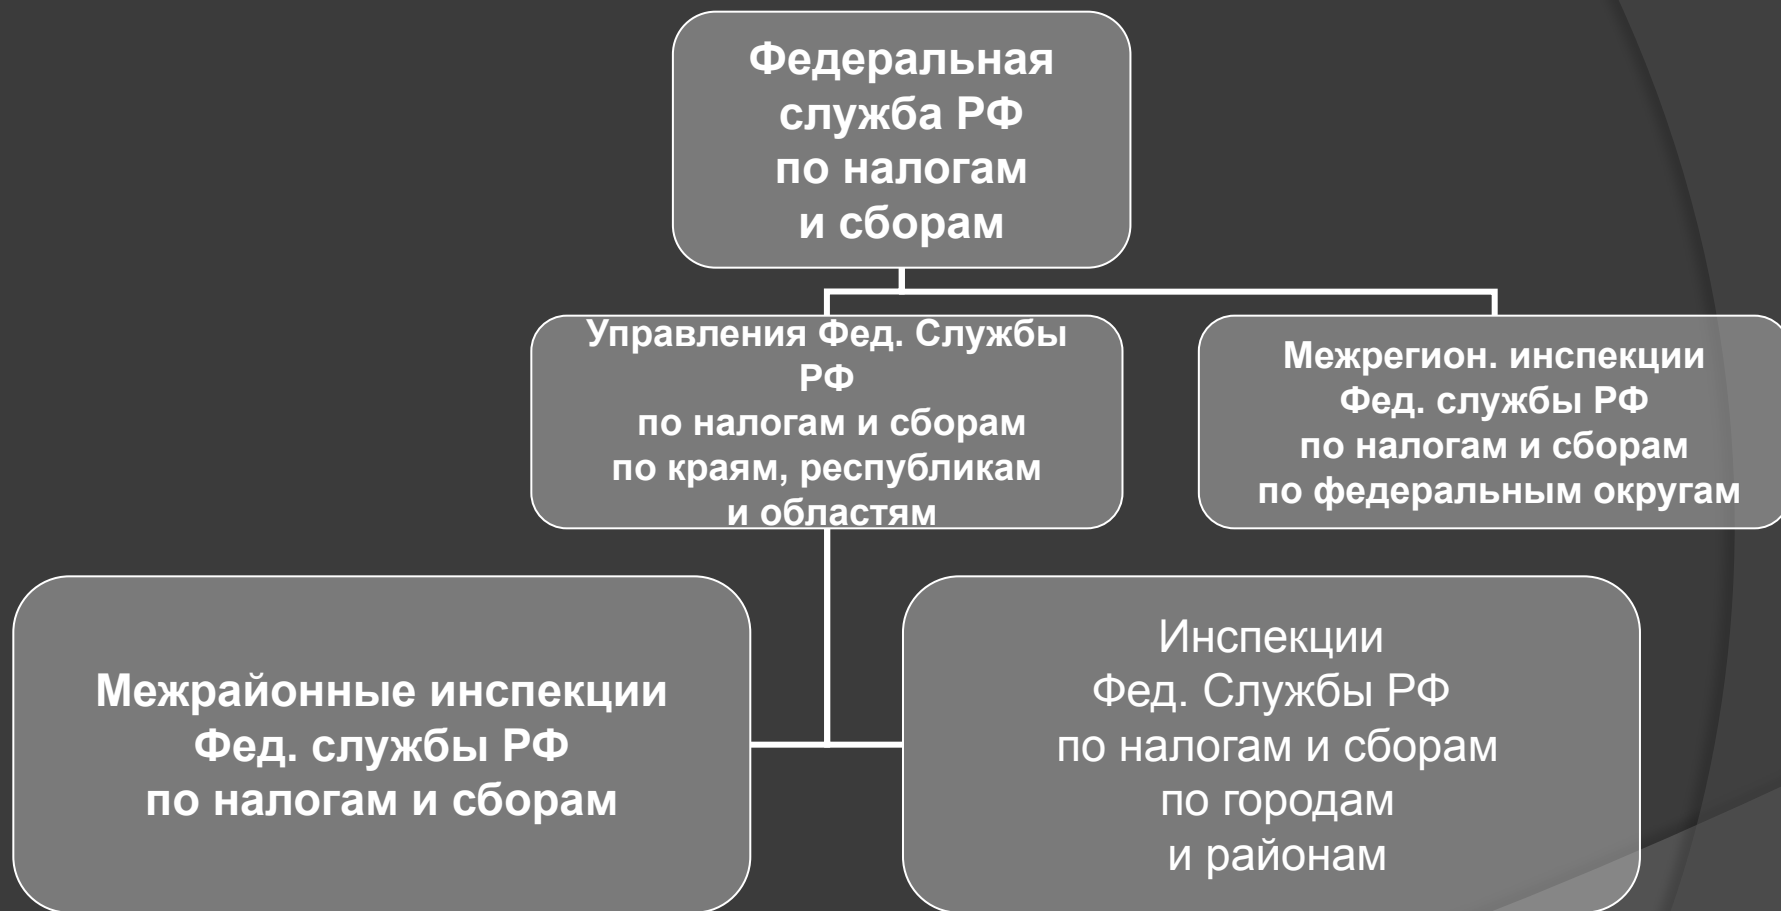 Федеральная
служба РФ
по налогам
и сборам
Управления Фед. Службы
РФ
по налогам и сборам
по краям, республикам
и областям
Межрегион. инспекции
Фед. службы РФ
по налогам и сборам
по федеральным округам
Межрайонные инспекции
Фед. службы РФ
по налогам и сборам
Инспекции
Фед. Службы РФ
по налогам и сборам
по городам
и районам